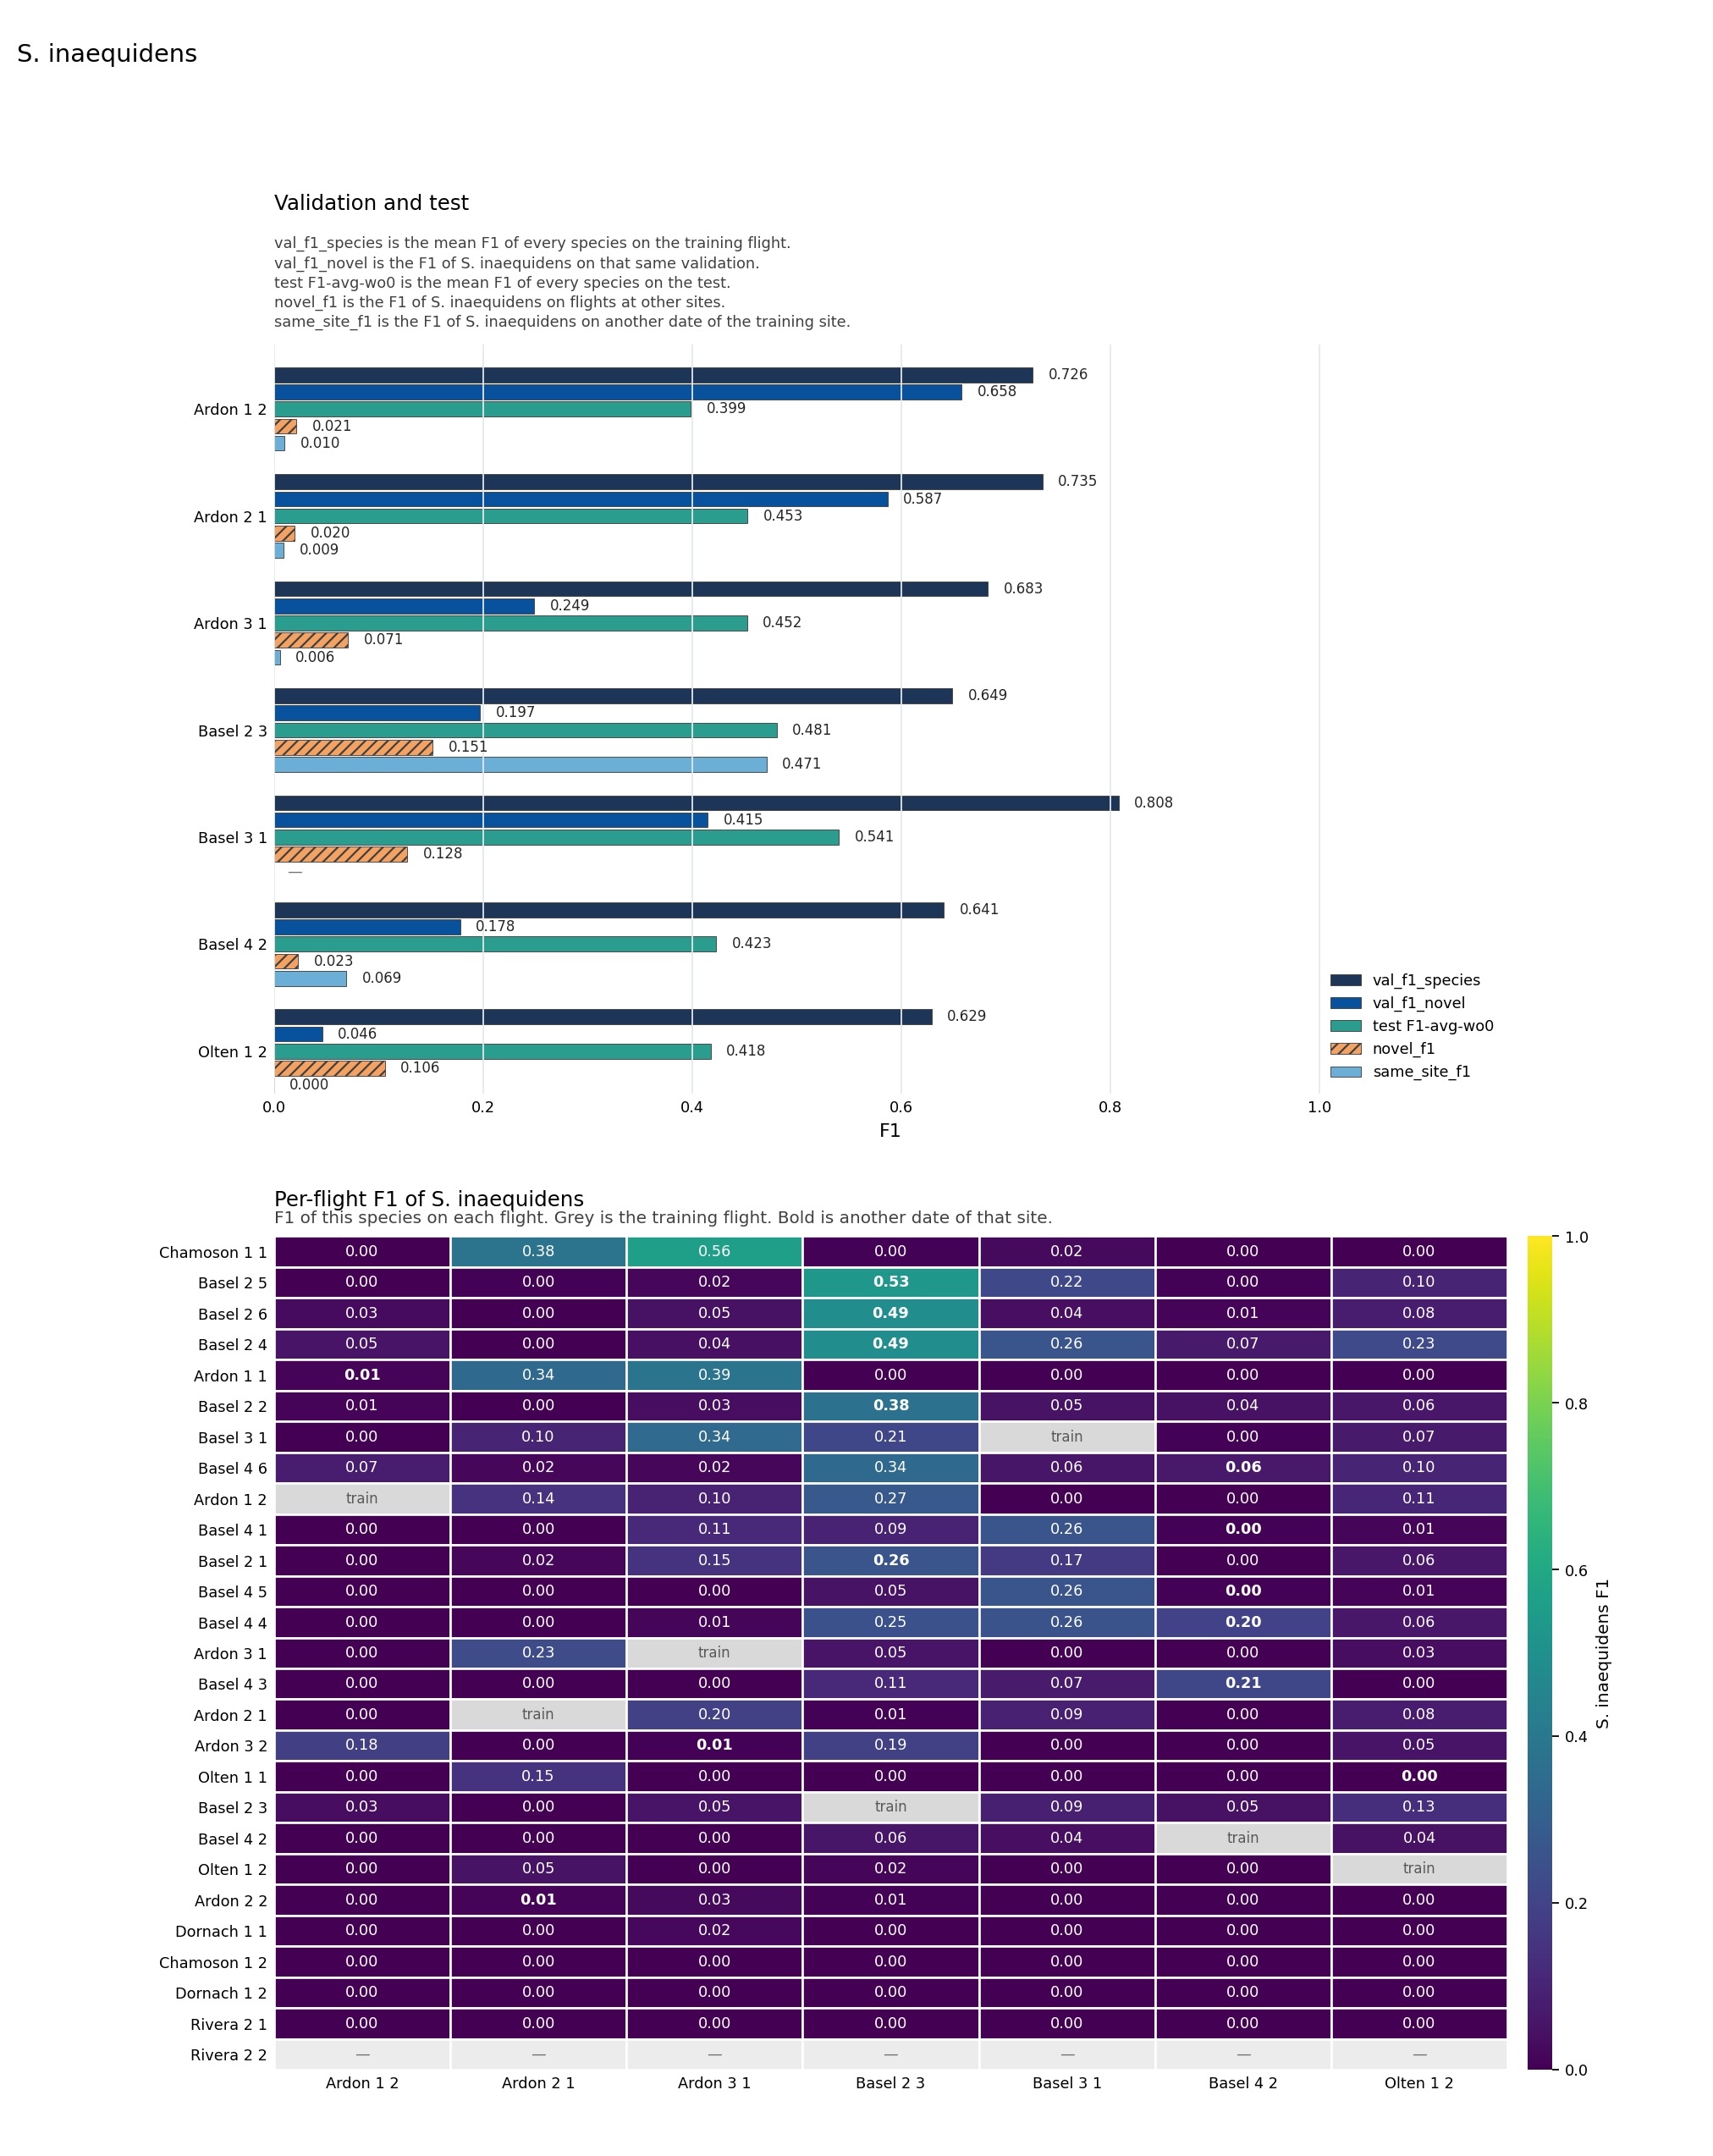 S. inaequidens
Validation and test
val_f1_species is the mean F1 of every species on the training flight.
val_f1_novel is the F1 of S. inaequidens on that same validation.
test F1-avg-wo0 is the mean F1 of every species on the test.
novel_f1 is the F1 of S. inaequidens on flights at other sites.
same_site_f1 is the F1 of S. inaequidens on another date of the training site.
0.726
0.658
Ardon 1 2 0.399
0.021
0.010
0.735
0.587
Ardon 2 1 0.453
0.020
0.009
0.683
0.249
Ardon 3 1 0.452
0.071
0.006
0.649
0.197
Basel 2 3 0.481
0.151
0.471
0.808
0.415
Basel 3 1 0.541
0.128
—
0.641
0.178
Basel 4 2 0.423
0.023
0.069
0.629
0.046
Olten 1 2 0.418
0.106
0.000
val_f1_species
val_f1_novel
test F1-avg-wo0
novel_f1
same_site_f1
0.0 0.2 0.4 0.6 0.8 1.0
F1
Per-flight F1 of S. inaequidens
F1 of this species on each flight. Grey is the training flight. Bold is another date of that site.
Chamoson 1 1 0.00 0.38 0.56 0.00 0.02 0.00 0.00
Basel 2 5 0.00 0.00 0.02 0.53 0.22 0.00 0.10
Basel 2 6 0.03 0.00 0.05 0.49 0.04 0.01 0.08
Basel 2 4 0.05 0.00 0.04 0.49 0.26 0.07 0.23
Ardon 1 1 0.01 0.34 0.39 0.00 0.00 0.00 0.00
Basel 2 2 0.01 0.00 0.03 0.38 0.05 0.04 0.06
Basel 3 1 0.00 0.10 0.34 0.21 train 0.00 0.07
Basel 4 6 0.07 0.02 0.02 0.34 0.06 0.06 0.10
Ardon 1 2 train 0.14 0.10 0.27 0.00 0.00 0.11
Basel 4 1 0.00 0.00 0.11 0.09 0.26 0.00 0.01
Basel 2 1 0.00 0.02 0.15 0.26 0.17 0.00 0.06
Basel 4 5 0.00 0.00 0.00 0.05 0.26 0.00 0.01
Basel 4 4 0.00 0.00 0.01 0.25 0.26 0.20 0.06
Ardon 3 1 0.00 0.23 train 0.05 0.00 0.00 0.03
Basel 4 3 0.00 0.00 0.00 0.11 0.07 0.21 0.00
Ardon 2 1 0.00 train 0.20 0.01 0.09 0.00 0.08
Ardon 3 2 0.18 0.00 0.01 0.19 0.00 0.00 0.05
Olten 1 1 0.00 0.15 0.00 0.00 0.00 0.00 0.00
Basel 2 3 0.03 0.00 0.05 train 0.09 0.05 0.13
Basel 4 2 0.00 0.00 0.00 0.06 0.04 train 0.04
Olten 1 2 0.00 0.05 0.00 0.02 0.00 0.00 train
Ardon 2 2 0.00 0.01 0.03 0.01 0.00 0.00 0.00
Dornach 1 1 0.00 0.00 0.02 0.00 0.00 0.00 0.00
Chamoson 1 2 0.00 0.00 0.00 0.00 0.00 0.00 0.00
Dornach 1 2 0.00 0.00 0.00 0.00 0.00 0.00 0.00
Rivera 2 1 0.00 0.00 0.00 0.00 0.00 0.00 0.00
Rivera 2 2 — — — — — — —
Ardon 1 2 Ardon 2 1 Ardon 3 1 Basel 2 3 Basel 3 1 Basel 4 2 Olten 1 2
1.0
0.8
0.6
0.4
0.2
0.0
S. inaequidens F1